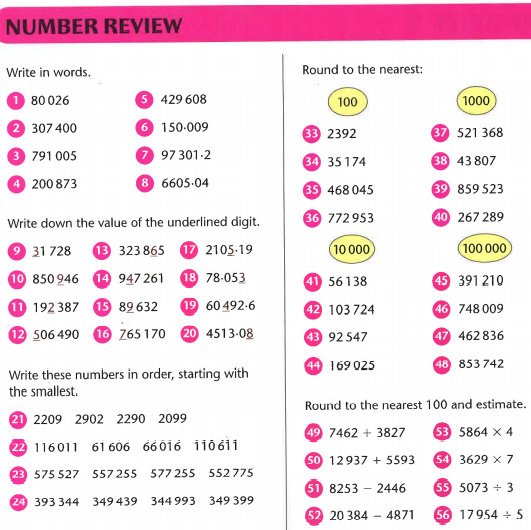 NUMBER REVIEW
Write in words.
1 80 026
5 429 608
2 307 400
6 150·009
3 791 005
7 97 301·2
4 200 873
8 6605·04
Write down the value of the underlined digit.
9 31 728
13 323 865
17 2105·19
10 850 946
14 947 261
18 78·053
11 192 387
15 89 632
19 60 492·6
12 506 490
16 765 170
20 4513·08
Write these numbers in order, starting with
the smallest.
21 2209 2902 2290 2099
22 116 011 61 606 66 016 110 611
23 575 527 557 255 577 255 552 775
24 393 344 349 439 344 993 349 399
Round to the nearest:
100
1000
33 2392
37 521 368
34 35 174
38 43 807
35 468 045
39 859 523
36 772 953
40 267 289
10 000
100 000
41 56 138
45 391 210
42 103 724
46 748 009
43 92 547
47 462 836
44 169 025
48 853 742
Round to the nearest 100 and estimate.
49 7462 + 3827
53 5864 × 4
50 12 937 + 5593
54 3629 × 7
51 8253 − 2446
55 5073 ÷ 3
52 20 384 − 4871
56 17 954 ÷ 5